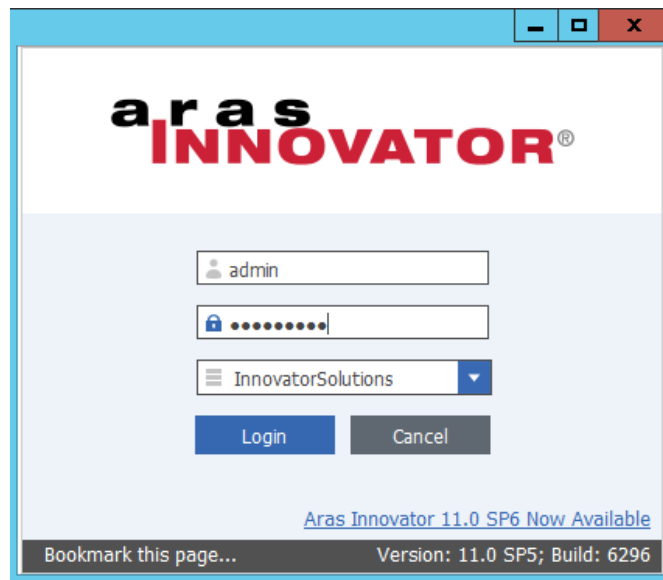 aras
INNOVATOR®
admin
•••••••••
InnovatorSolutions
Login Cancel
Aras Innovator 11.0 SP6 Now Available
Bookmark this page... Version: 11.0 SP5; Build: 6296